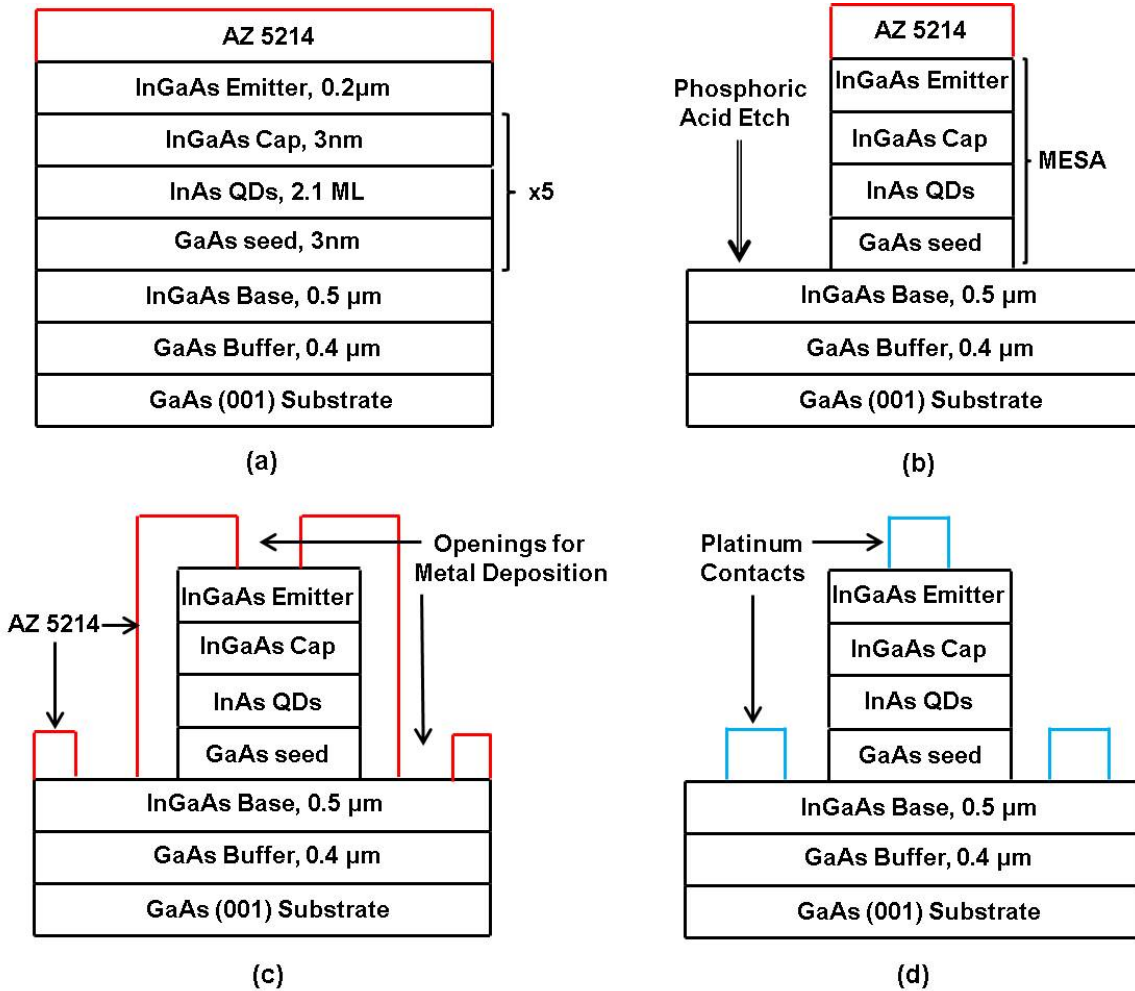 AZ 5214
InGaAs Emitter, 0.2µm
InGaAs Cap, 3nm
InAs QDs, 2.1 ML
x5
GaAs seed, 3nm
InGaAs Base, 0.5 µm
GaAs Buffer, 0.4 µm
GaAs (001) Substrate
(a)
AZ 5214
Phosphoric
Acid Etch
InGaAs Emitter
InGaAs Cap
MESA
InAs QDs
GaAs seed
InGaAs Base, 0.5 µm
GaAs Buffer, 0.4 µm
GaAs (001) Substrate
(b)
Openings for
Metal Deposition
AZ 5214
InGaAs Emitter
InGaAs Cap
InAs QDs
GaAs seed
InGaAs Base, 0.5 µm
GaAs Buffer, 0.4 µm
GaAs (001) Substrate
(c)
Platinum
Contacts
InGaAs Emitter
InGaAs Cap
InAs QDs
GaAs seed
InGaAs Base, 0.5 µm
GaAs Buffer, 0.4 µm
GaAs (001) Substrate
(d)